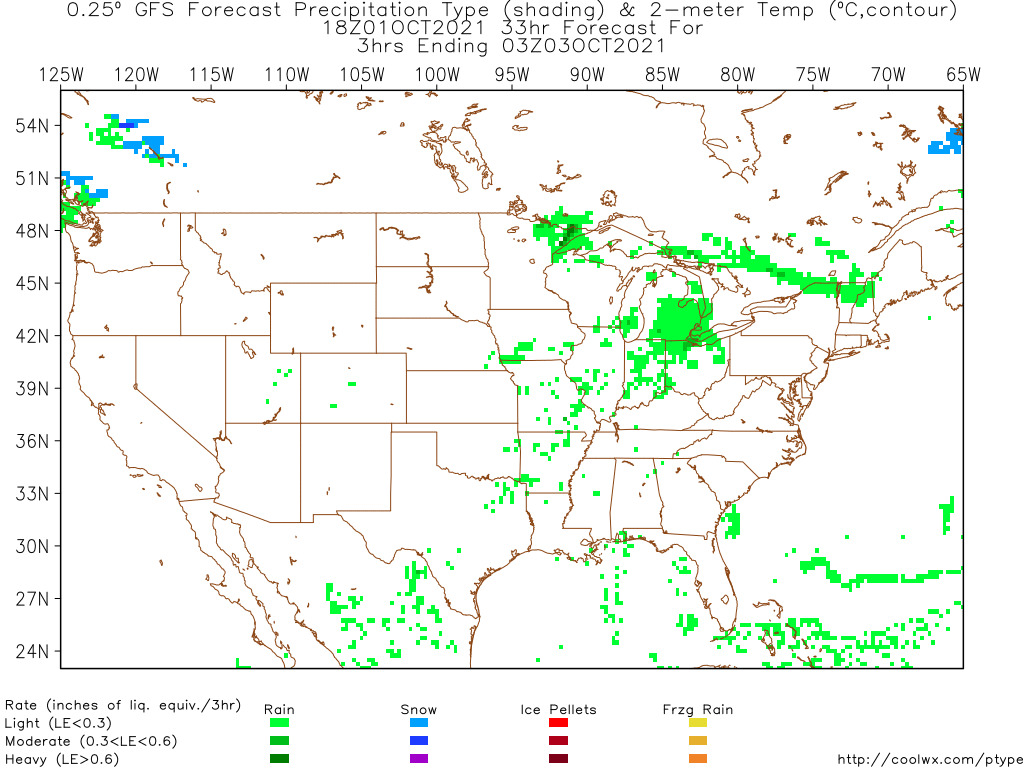 0.25º GFS Forecast Precipitation Type (shading) & 2-meter Temp (ºC,contour)
18Z01OCT2021 33hr Forecast For
3hrs Ending 03Z03OCT2021
125W 120W 115W 110W 105W 100W 95W 90W 85W 80W 75W 70W 65W
54N
51N
48N
45N
42N
39N
36N
33N
30N
27N
24N
Rate (inches of liq. equiv./3hr) Rain Snow Ice Pellets Frzg Rain
Light (LE<0.3)
Moderate (0.3<LE<0.6)
Heavy (LE>0.6)
http://coolwx.com/ptype